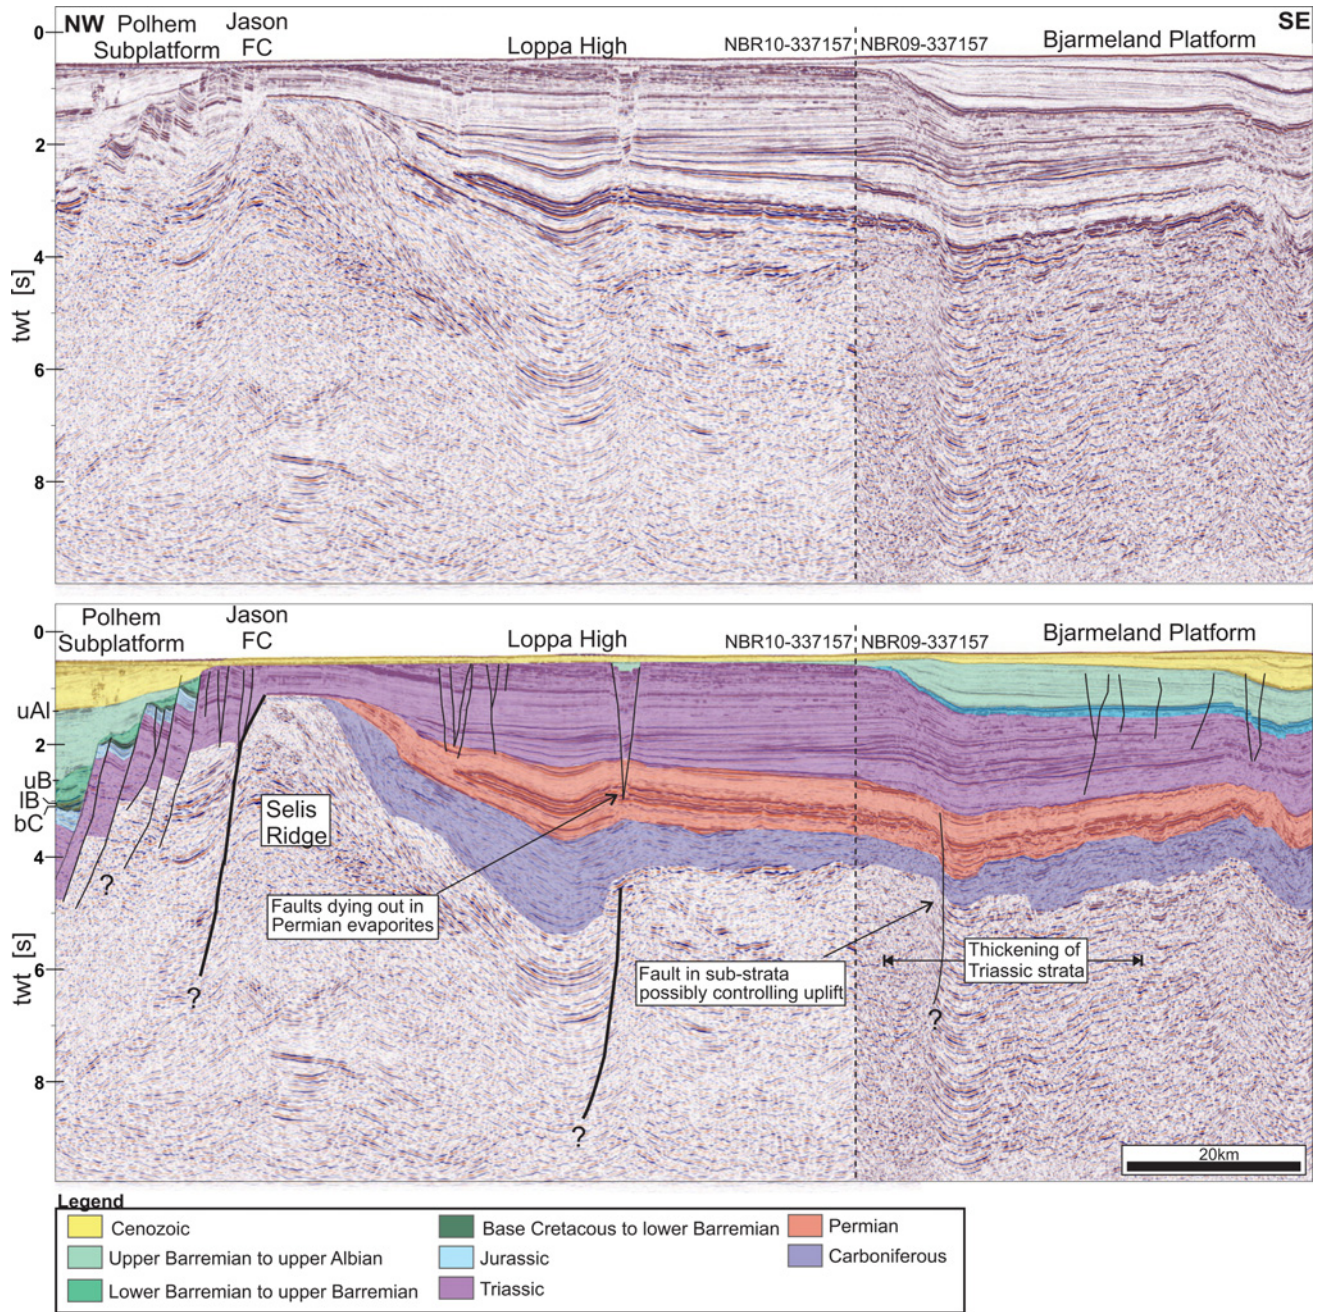 NW Polhem Subplatform
Jason FC
Loppa High
NBR10-337157
NBR09-337157
Bjarmeland Platform
SE
0
2
4
6
8
twt [s]
Polhem
Subplatform
Jason
FC
Loppa High
NBR10-337157
NBR09-337157
Bjarmeland Platform
0
uAl
2
uB
lB
bC
4
6
8
twt [s]
Selis
Ridge
Faults dying out in
Permian evaporites
Fault in sub-strata
possibly controlling uplift
Thickening of
Triassic strata
?
?
?
?
20km
Legend
Cenozoic
Upper Barremian to upper Albian
Lower Barremian to upper Barremian
Base Cretacous to lower Barremian
Jurassic
Triassic
Permian
Carboniferous